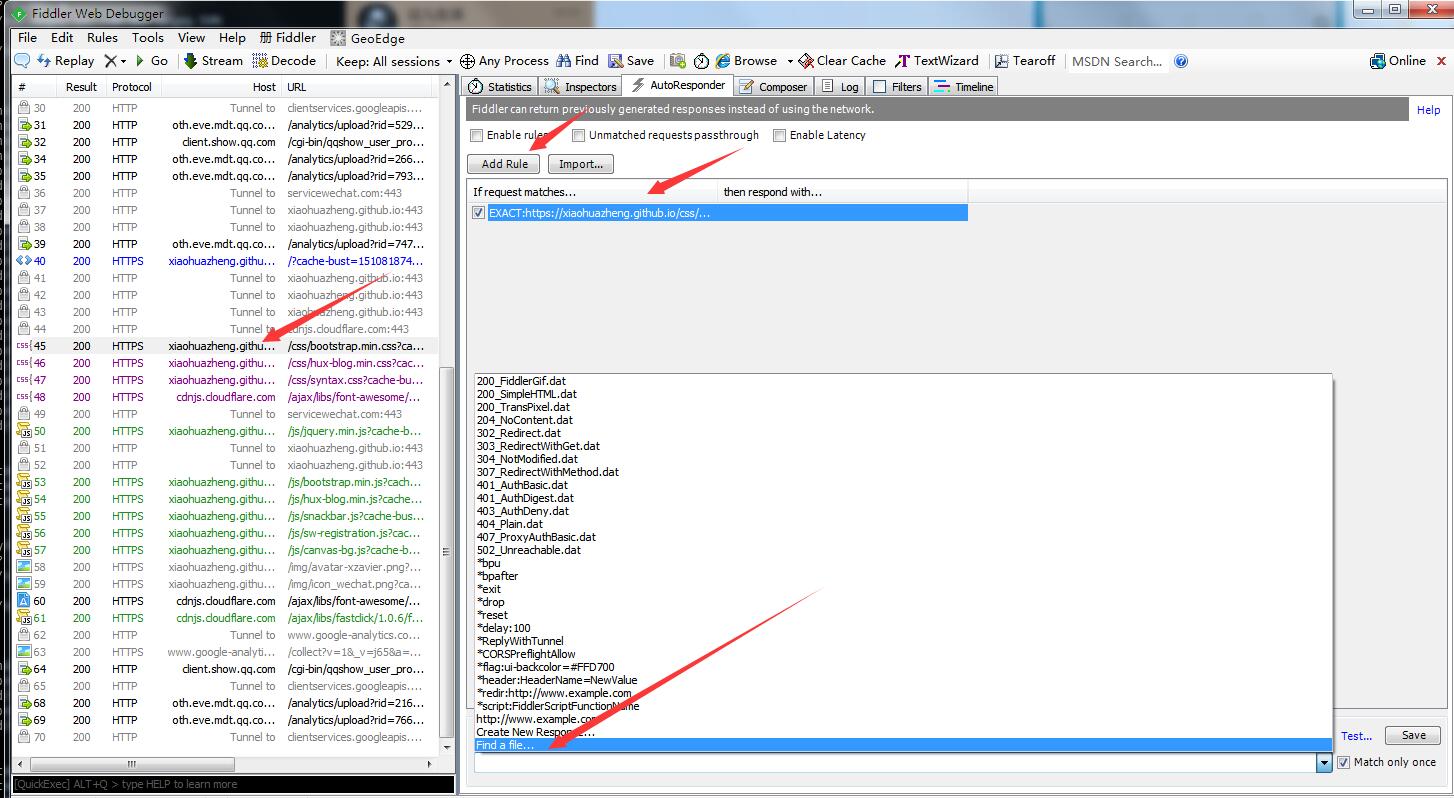 Fiddler Web Debugger
File Edit Rules Tools View Help Fiddler GeoEdge
Replay X Go Stream Decode Keep: All sessions Any Process Find Save Browse Clear Cache TextWizard Tearoff MSDN Search... Online
# Result Protocol Host URL
30 200 HTTP Tunnel to clientservices.googleapis....
31 200 HTTP oth.eve.mdt.qq.co... /analytics/upload?rid=529...
32 200 HTTP client.show.qq.com /cgi-bin/qqshow_user_pro...
34 200 HTTP oth.eve.mdt.qq.co... /analytics/upload?rid=266...
35 200 HTTP oth.eve.mdt.qq.co... /analytics/upload?rid=793...
36 200 HTTP Tunnel to servicewechat.com:443
37 200 HTTP Tunnel to xiaohuazheng.github.io:443
38 200 HTTP Tunnel to xiaohuazheng.github.io:443
39 200 HTTP oth.eve.mdt.qq.co... /analytics/upload?rid=747...
40 200 HTTPS xiaohuazheng.githu... /?cache-bust=151081874...
41 200 HTTP Tunnel to xiaohuazheng.github.io:443
42 200 HTTP Tunnel to xiaohuazheng.github.io:443
43 200 HTTP Tunnel to xiaohuazheng.github.io:443
44 200 HTTP Tunnel to cdnjs.cloudflare.com:443
45 200 HTTPS xiaohuazheng.githu... /css/bootstrap.min.css?ca...
46 200 HTTPS xiaohuazheng.githu... /css/hux-blog.min.css?cac...
47 200 HTTPS xiaohuazheng.githu... /css/syntax.css?cache-bu...
48 200 HTTPS cdnjs.cloudflare.com /ajax/libs/font-awesome/...
49 200 HTTP Tunnel to servicewechat.com:443
50 200 HTTPS xiaohuazheng.githu... /js/jquery.min.js?cache-b...
51 200 HTTP Tunnel to xiaohuazheng.github.io:443
52 200 HTTP Tunnel to xiaohuazheng.github.io:443
53 200 HTTPS xiaohuazheng.githu... /js/bootstrap.min.js?cach...
54 200 HTTPS xiaohuazheng.githu... /js/hux-blog.min.js?cache...
55 200 HTTPS xiaohuazheng.githu... /js/snackbar.js?cache-bus...
56 200 HTTPS xiaohuazheng.githu... /js/sw-registration.js?cac...
57 200 HTTPS xiaohuazheng.githu... /js/canvas-bg.js?cache-b...
58 200 HTTPS xiaohuazheng.githu... /img/avatar-xzavier.png?...
59 200 HTTPS xiaohuazheng.githu... /img/icon_wechat.png?ca...
60 200 HTTPS cdnjs.cloudflare.com /ajax/libs/font-awesome/...
61 200 HTTPS cdnjs.cloudflare.com /ajax/libs/fastclick/1.0.6/f...
62 200 HTTP Tunnel to www.google-analytics.co...
63 200 HTTPS www.google-analyti... /collect?v=1&_v=j65&a=...
64 200 HTTP client.show.qq.com /cgi-bin/qqshow_user_pro...
65 200 HTTP Tunnel to clientservices.googleapis....
68 200 HTTP oth.eve.mdt.qq.co... /analytics/upload?rid=216...
69 200 HTTP oth.eve.mdt.qq.co... /analytics/upload?rid=766...
70 200 HTTP Tunnel to clientservices.googleapis....
[QuickExec] ALT+Q > type HELP to learn more
Statistics Inspectors AutoResponder Composer Log Filters Timeline
Fiddler can return previously generated responses instead of using the network. Help
Enable rules Unmatched requests passthrough Enable Latency
Add Rule Import...
If request matches... then respond with...
EXACT:https://xiaohuazheng.github.io/css/...
200_FiddlerGif.dat
200_SimpleHTML.dat
200_TransPixel.dat
204_NoContent.dat
302_Redirect.dat
303_RedirectWithGet.dat
304_NotModified.dat
307_RedirectWithMethod.dat
401_AuthBasic.dat
401_AuthDigest.dat
403_AuthDeny.dat
404_Plain.dat
407_ProxyAuthBasic.dat
502_Unreachable.dat
*bpu
*bpafter
*exit
*drop
*reset
*delay:100
*ReplyWithTunnel
*CORSPreflightAllow
*flag:ui-backcolor=#FFD700
*header:HeaderName=NewValue
*redir:http://www.example.com
*script:FiddlerScriptFunctionName
http://www.example.com
Create New Response...
Find a file...
Test... Save
Match only once